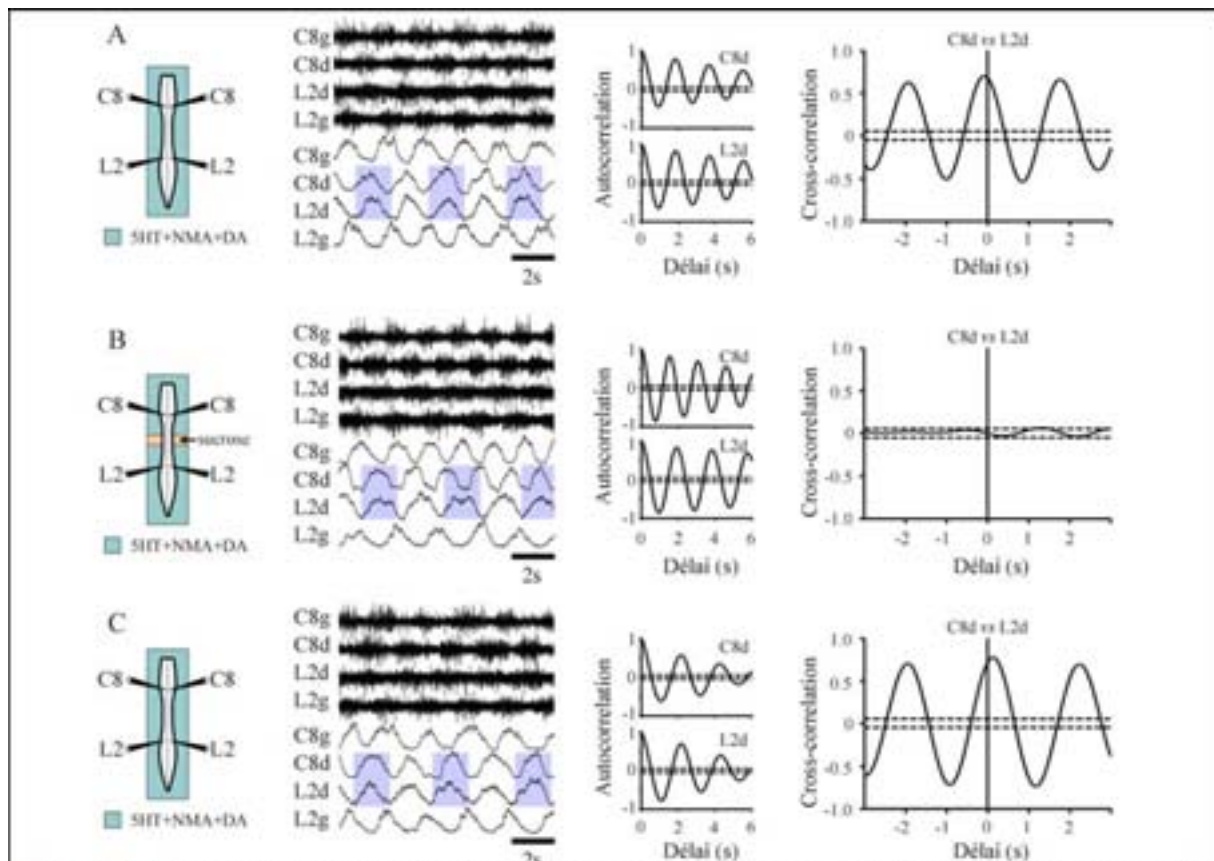 A
C8 C8
L2 L2
5HT+NMA+DA
C8g
C8d
L2d
L2g
C8g
C8d
L2d
L2g
2s
Autocorrelation
1
0
-1
C8d
1
0
-1
L2d
0 2 4 6
Délai (s)
C8d vs L2d
Cross-correlation
1.0
0.5
0
-0.5
-1.0
-2 -1 0 1 2
Délai (s)
B
C8 C8
sucrose
L2 L2
5HT+NMA+DA
C8g
C8d
L2d
L2g
C8g
C8d
L2d
L2g
2s
Autocorrelation
1
0
-1
C8d
1
0
-1
L2d
0 2 4 6
Délai (s)
C8d vs L2d
Cross-correlation
1.0
0.5
0
-0.5
-1.0
-2 -1 0 1 2
Délai (s)
C
C8 C8
L2 L2
5HT+NMA+DA
C8g
C8d
L2d
L2g
C8g
C8d
L2d
L2g
2s
Autocorrelation
1
0
-1
C8d
1
0
-1
L2d
0 2 4 6
Délai (s)
C8d vs L2d
Cross-correlation
1.0
0.5
0
-0.5
-1.0
-2 -1 0 1 2
Délai (s)